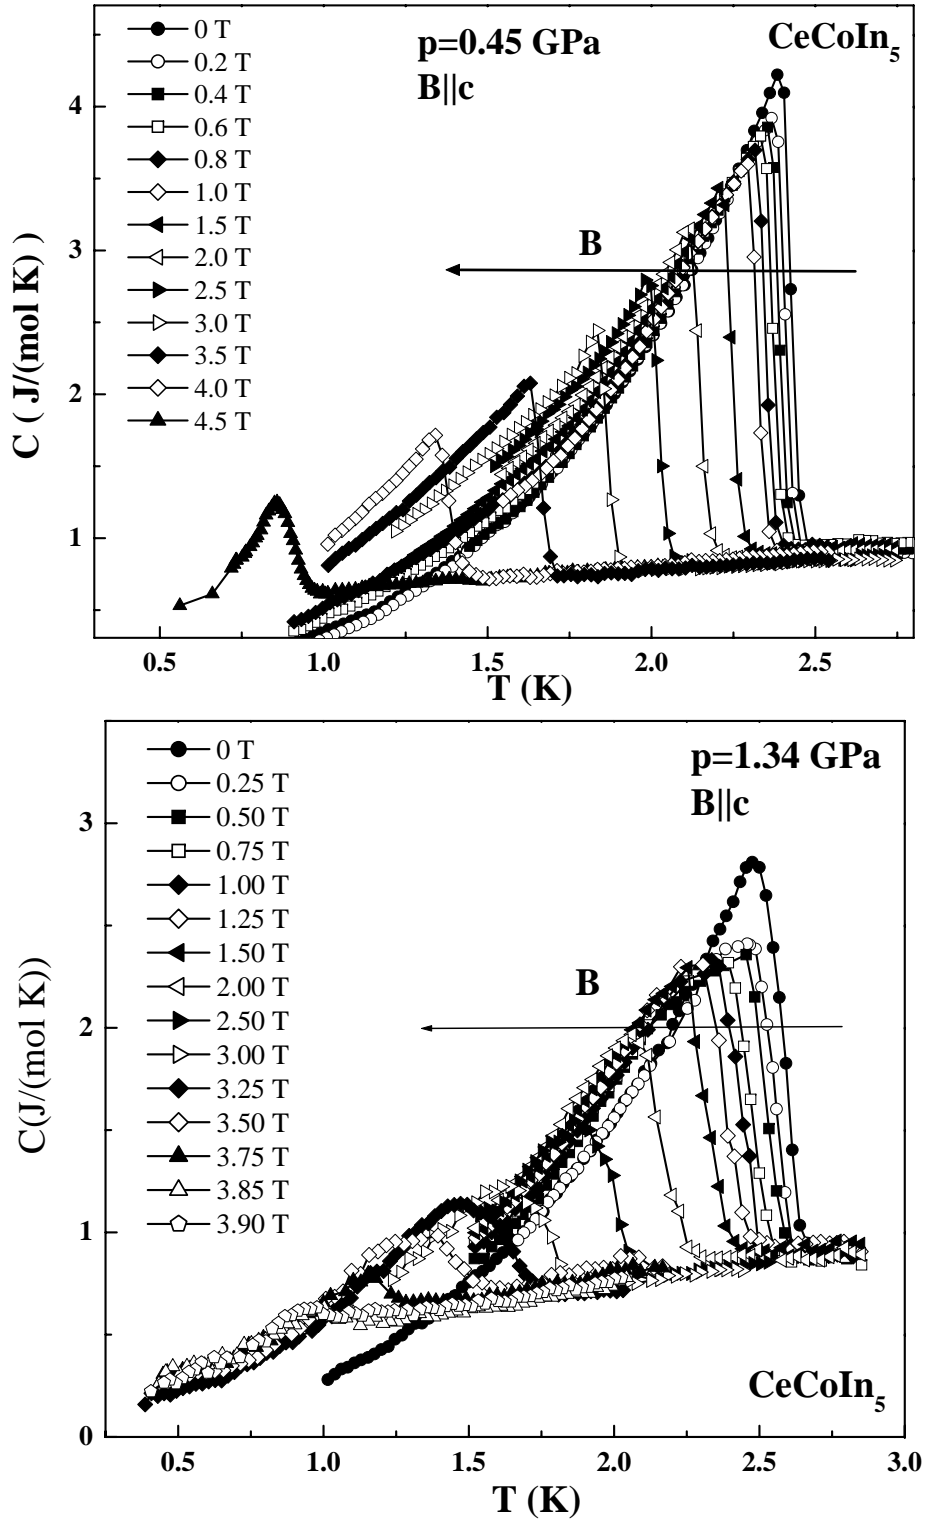 0 T
0.2 T
0.4 T
0.6 T
0.8 T
1.0 T
1.5 T
2.0 T
2.5 T
3.0 T
3.5 T
4.0 T
4.5 T
p=0.45 GPa
B||c
CeCoIn5
B
C ( J/(mol K) )
4
3
2
1
0.5 1.0 1.5 2.0 2.5
T (K)
0 T
0.25 T
0.50 T
0.75 T
1.00 T
1.25 T
1.50 T
2.00 T
2.50 T
3.00 T
3.25 T
3.50 T
3.75 T
3.85 T
3.90 T
p=1.34 GPa
B||c
B
CeCoIn5
C(J/(mol K))
3
2
1
0
0.5 1.0 1.5 2.0 2.5 3.0
T (K)